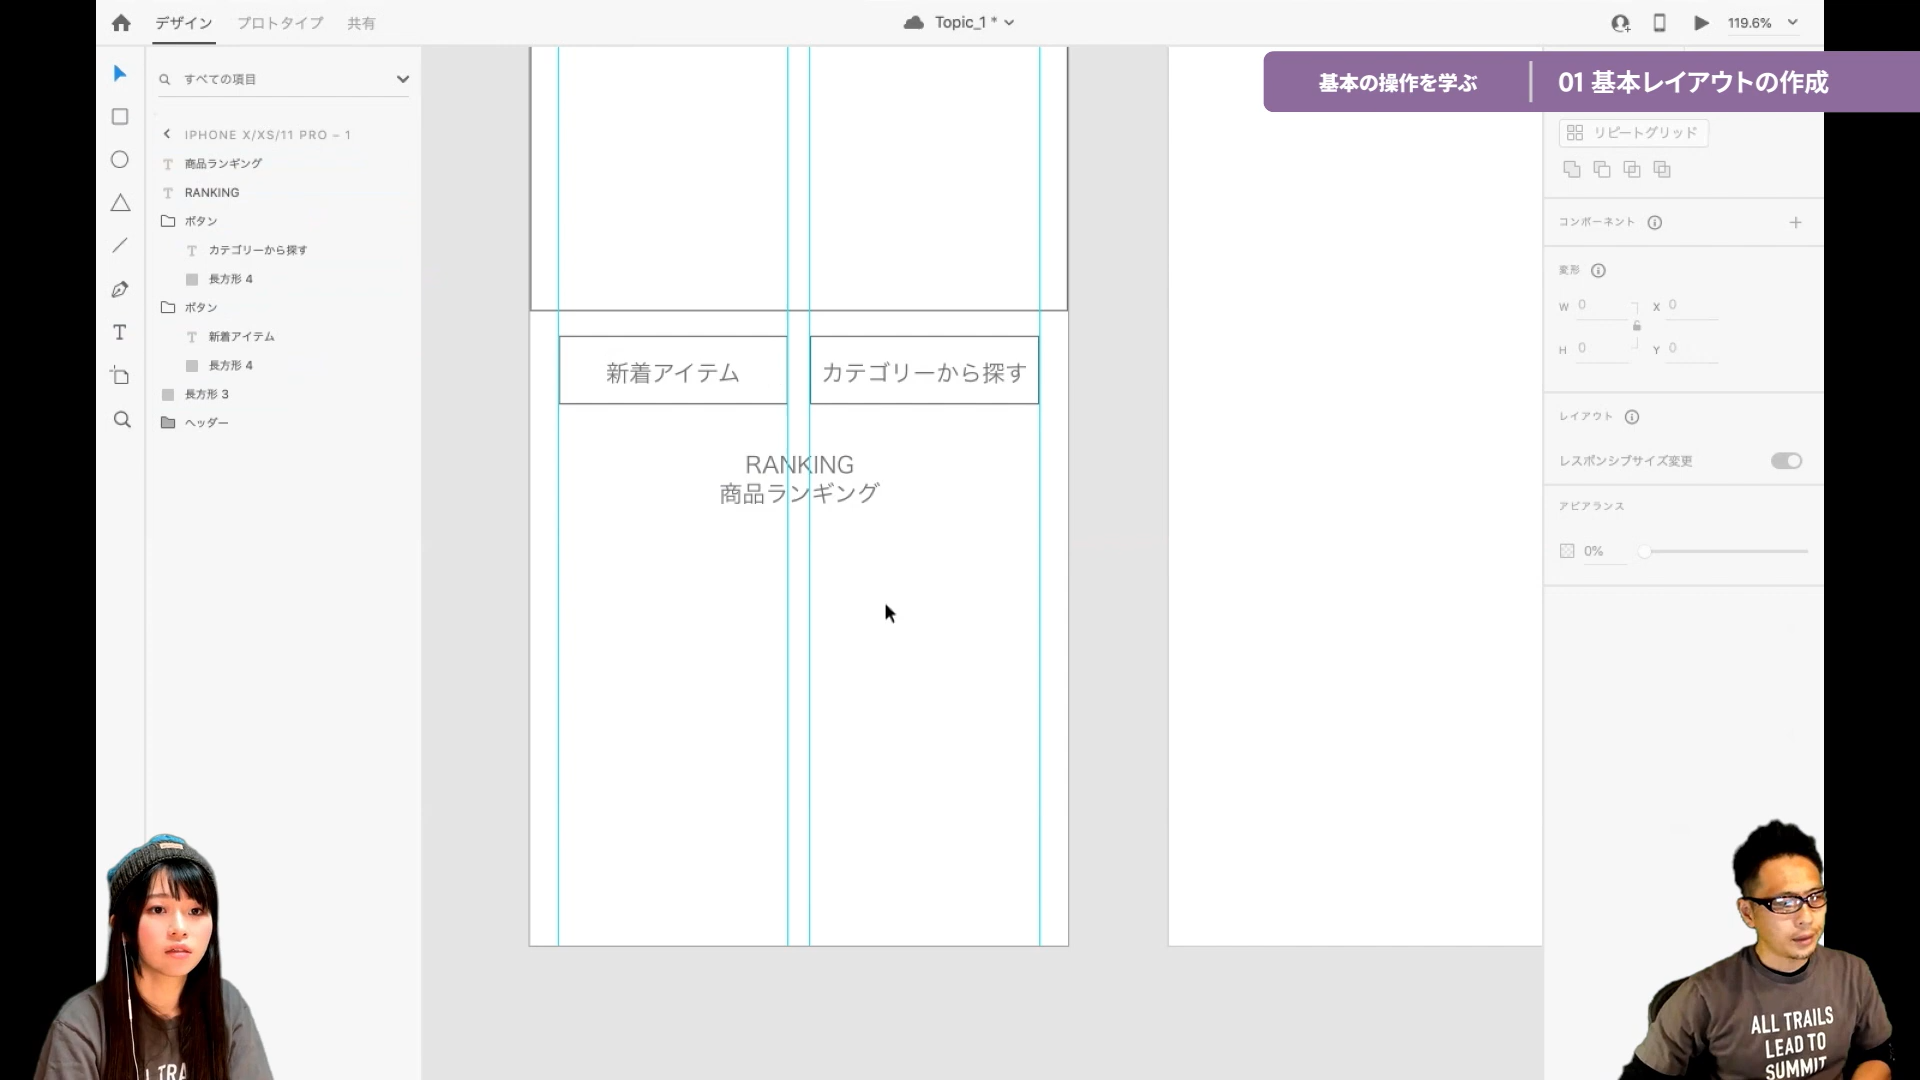 デザイン
プロトタイプ
共有
Topic_1 *
119.6%
基本の操作を学ぶ
01 基本レイアウトの作成
すべての項目
IPHONE X/XS/11 PRO – 1
商品ランギング
RANKING
ボタン
カテゴリーから探す
長方形 4
ボタン
新着アイテム
長方形 4
長方形 3
ヘッダー
新着アイテム
カテゴリーから探す
RANKING
商品ランギング
リピートグリッド
コンポーネント
変形
W 0 X 0
H 0 Y 0
レイアウト
レスポンシブサイズ変更
アピアランス
0%
ALL TRAILS
LEAD TO
SUMMIT